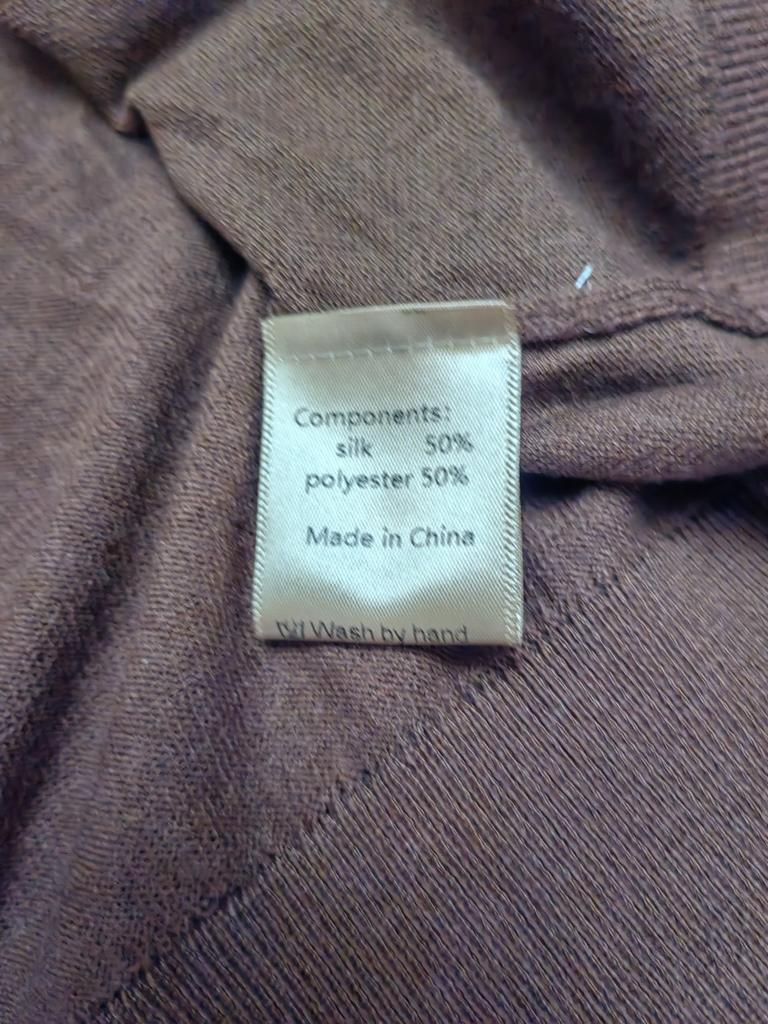 Components:
silk 50%
polyester 50%
Made in China
Wash by hand